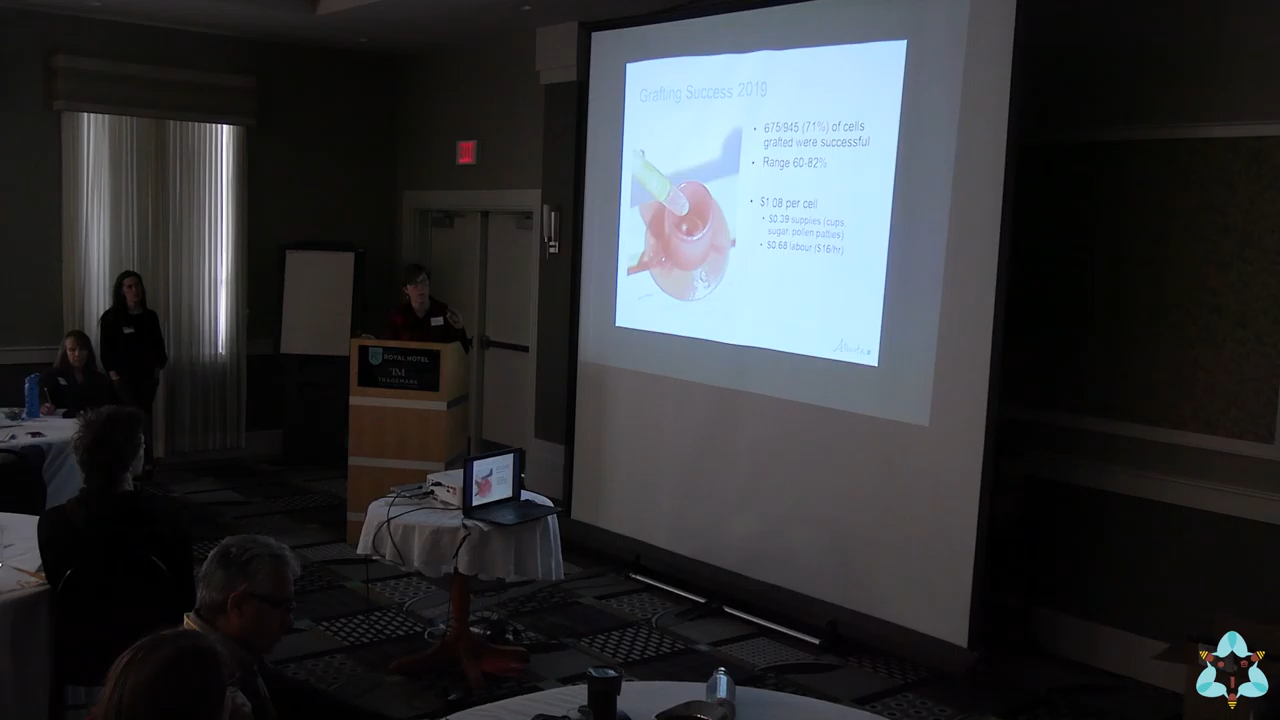 Grafting Success 2019
• 675/945 (71%) of cells
grafted were successful
• Range 60-82%
• $1.08 per cell
• $0.39 supplies (cups,
sugar, pollen patties)
• $0.68 labour ($16/hr)
Alberta
ROYAL HOTEL
TM
TRADEMARK